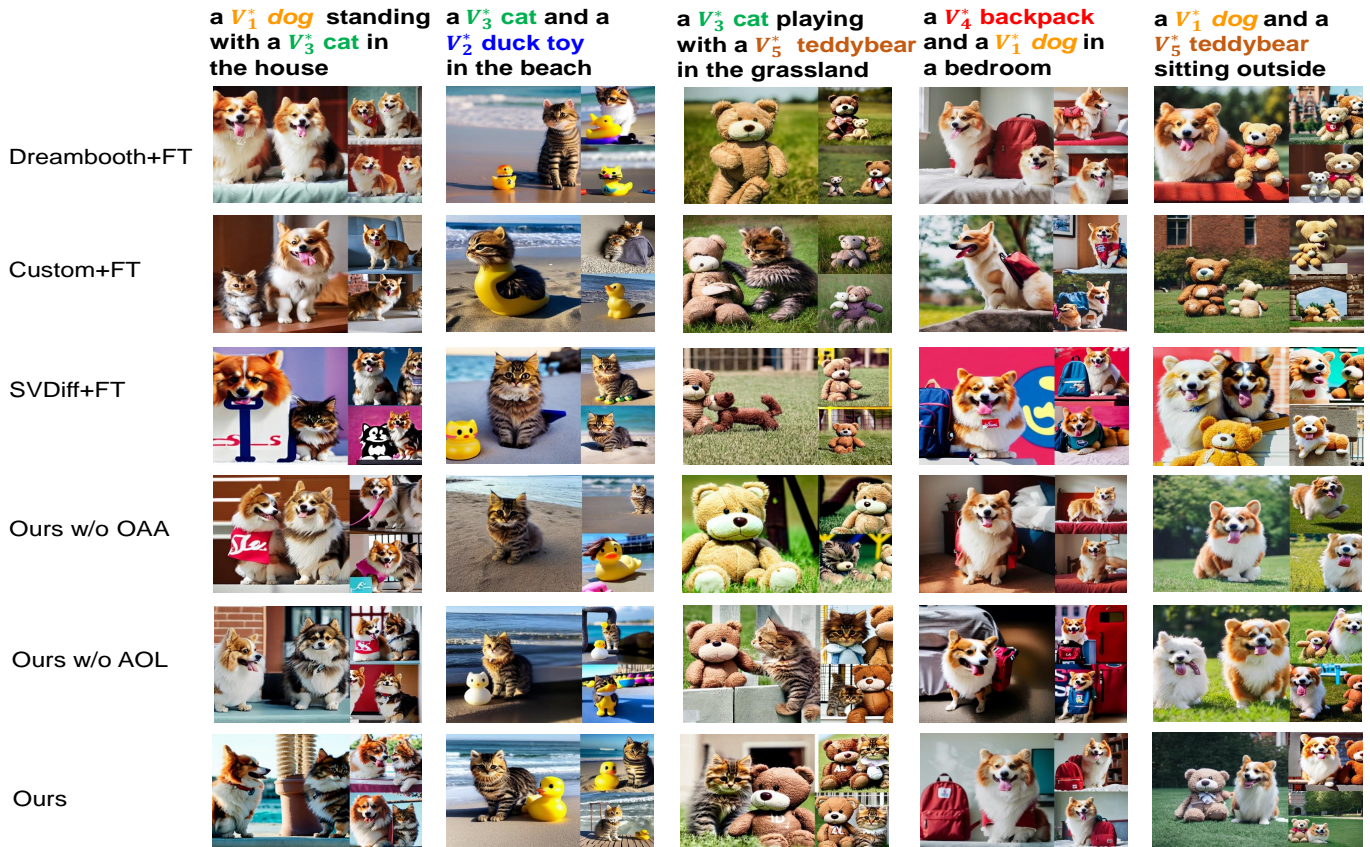 a V₁* dog standing
with a V₃* cat in
the house
a V₃* cat and a
V₂* duck toy
in the beach
a V₃* cat playing
with a V₅* teddybear
in the grassland
a V₄* backpack
and a V₁* dog in
a bedroom
a V₁* dog and a
V₅* teddybear
sitting outside
Dreambooth+FT
Custom+FT
SVDiff+FT
Ours w/o OAA
Ours w/o AOL
Ours